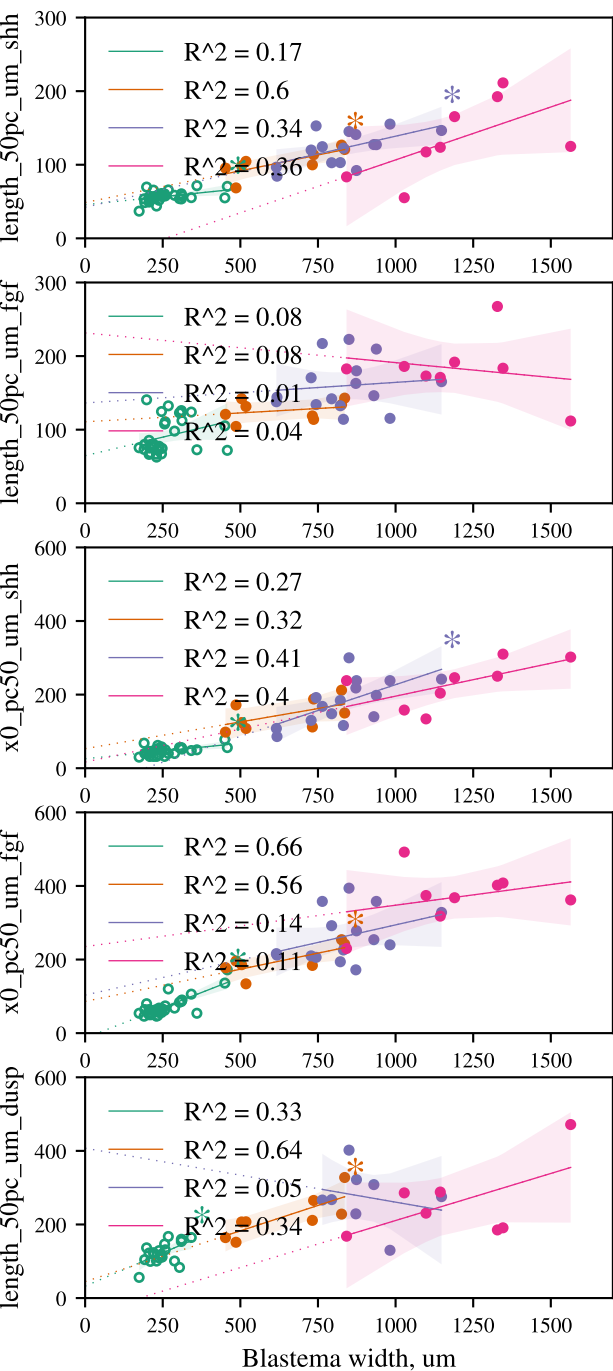 length_50pc_um_shh
300
200
100
0
R^2 = 0.17
R^2 = 0.6
R^2 = 0.34
R^2 = 0.36
*
*
*
0 250 500 750 1000 1250 1500
length_50pc_um_fgf
300
200
100
0
R^2 = 0.08
R^2 = 0.08
R^2 = 0.01
R^2 = 0.04
0 250 500 750 1000 1250 1500
x0_pc50_um_shh
600
400
200
0
R^2 = 0.27
R^2 = 0.32
R^2 = 0.41
R^2 = 0.4
*
*
0 250 500 750 1000 1250 1500
x0_pc50_um_fgf
600
400
200
0
R^2 = 0.66
R^2 = 0.56
R^2 = 0.14
R^2 = 0.11
*
*
0 250 500 750 1000 1250 1500
length_50pc_um_dusp
600
400
200
0
R^2 = 0.33
R^2 = 0.64
R^2 = 0.05
R^2 = 0.34
*
*
0 250 500 750 1000 1250 1500
Blastema width, um